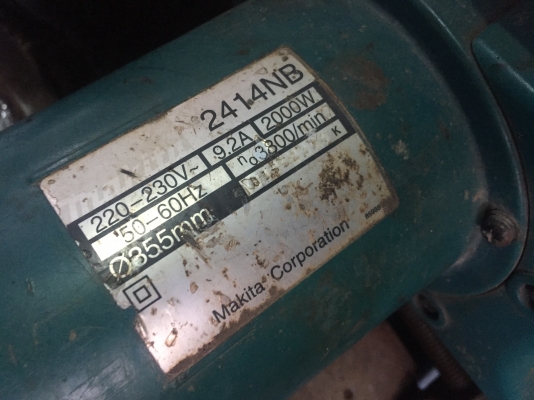 2414NB
220-230V~ 9.2A 2000W
50-60Hz n₀3800/min
Ø355mm K
Makita Corporation